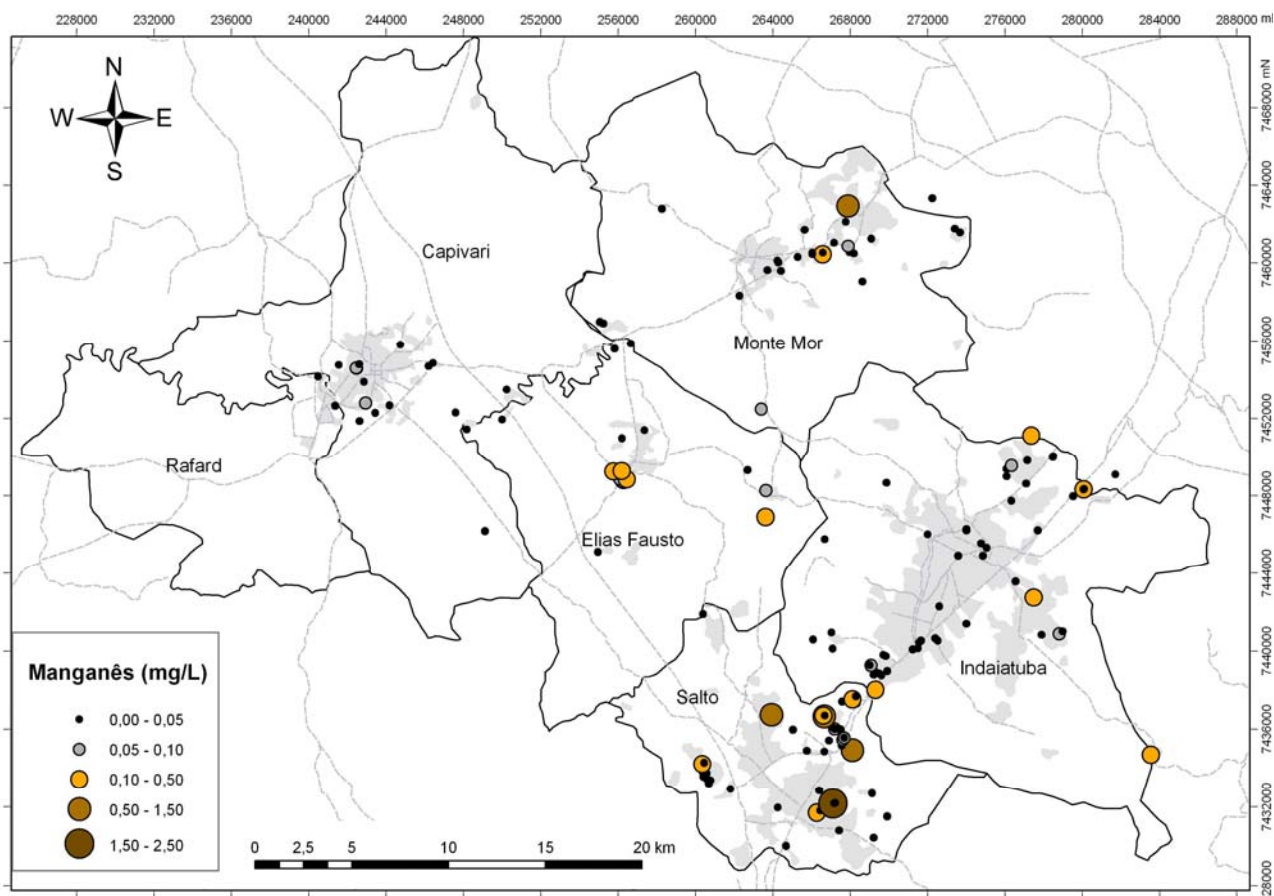 228000 232000 236000 240000 244000 248000 252000 256000 260000 264000 268000 272000 276000 280000 284000 288000 mE
N
W E
S
7468000 mN
7464000
7460000
7456000
7452000
7448000
7444000
7440000
7436000
7432000
Capivari
Monte Mor
Rafard
Elias Fausto
Indaiatuba
Salto
Manganês (mg/L)
0,00 - 0,05
0,05 - 0,10
0,10 - 0,50
0,50 - 1,50
1,50 - 2,50
0 2,5 5 10 15 20 km